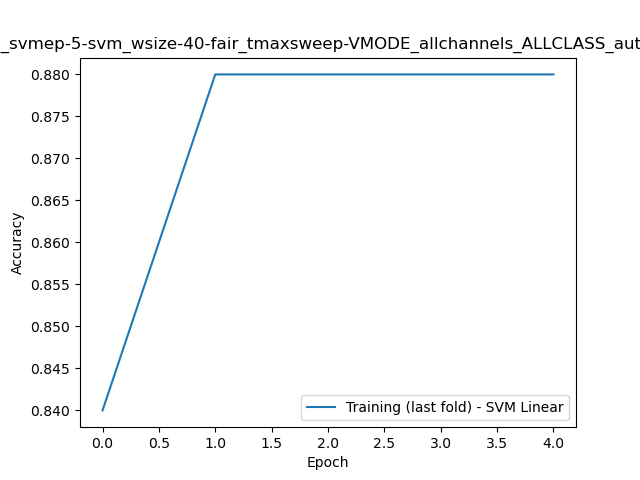 _svmep-5-svm_wsize-40-fair_tmaxsweep-VMODE_allchannels_ALLCLASS_aut
0.880
0.875
0.870
0.865
0.860
0.855
0.850
0.845
0.840
Accuracy
Training (last fold) - SVM Linear
0.0 0.5 1.0 1.5 2.0 2.5 3.0 3.5 4.0
Epoch